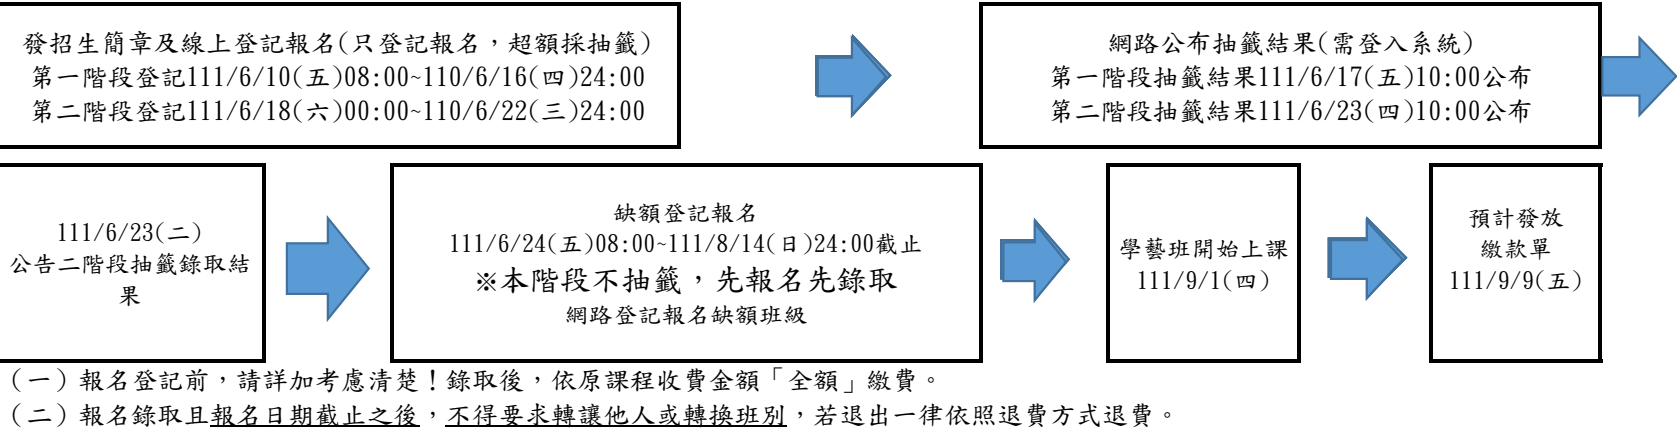 發招生簡章及線上登記報名(只登記報名，超額採抽籤)
第一階段登記111/6/10(五)08:00~110/6/16(四)24:00
第二階段登記111/6/18(六)00:00~110/6/22(三)24:00
網路公布抽籤結果(需登入系統)
第一階段抽籤結果111/6/17(五)10:00公布
第二階段抽籤結果111/6/23(四)10:00公布
111/6/23(二)
公告二階段抽籤錄取結
果
缺額登記報名
111/6/24(五)08:00~111/8/14(日)24:00截止
※本階段不抽籤，先報名先錄取
網路登記報名缺額班級
學藝班開始上課
111/9/1(四)
預計發放
繳款單
111/9/9(五)
（一）報名登記前，請詳加考慮清楚！錄取後，依原課程收費金額「全額」繳費。
（二）報名錄取且報名日期截止之後，不得要求轉讓他人或轉換班別，若退出一律依照退費方式退費。